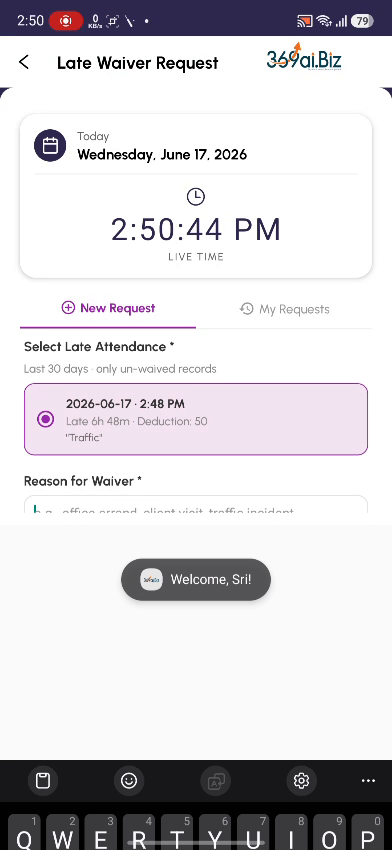 2:50
0
KB/s
79
Late Waiver Request
369ai.Biz
Today
Wednesday, June 17, 2026
2:50:44 PM
LIVE TIME
New Request
My Requests
Select Late Attendance *
Last 30 days · only un-waived records
2026-06-17 · 2:48 PM
Late 6h 48m · Deduction: 50
"Traffic"
Reason for Waiver *
e.g., office errand, client visit, traffic incident
Welcome, Sri!
1 2 3 4 5 6 7 8 9 0
Q W E R T Y U I O P